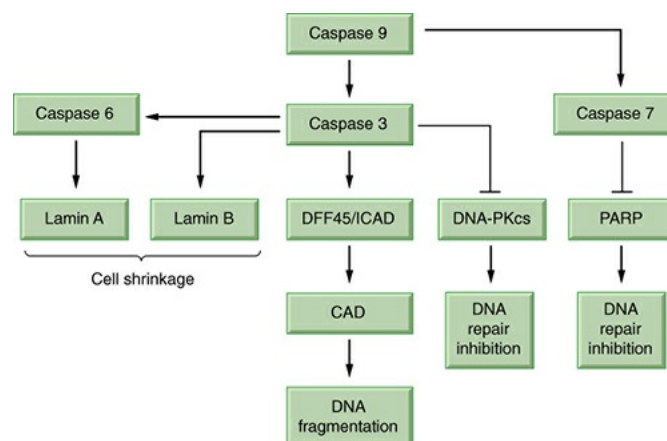 Caspase 9
Caspase 6
Caspase 3
Caspase 7
Lamin A
Lamin B
DFF45/ICAD
DNA-PKcs
PARP
Cell shrinkage
CAD
DNA
repair
inhibition
DNA
repair
inhibition
DNA
fragmentation